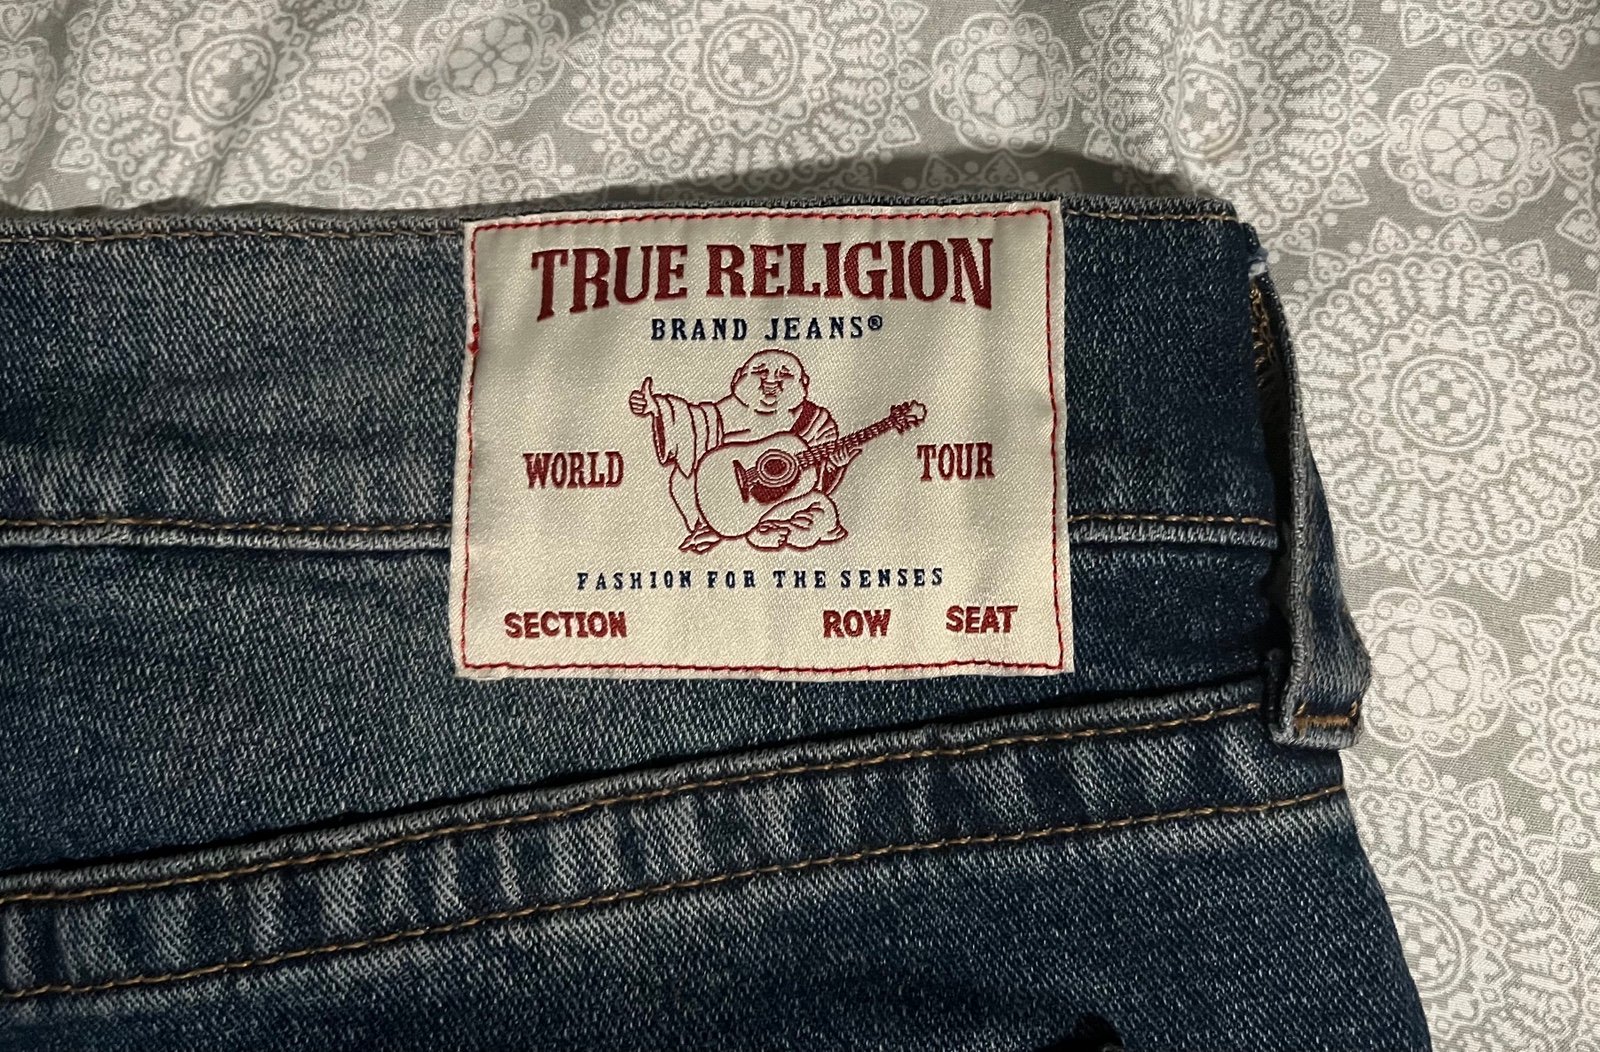 TRUE RELIGION
BRAND JEANS®
WORLD TOUR
FASHION FOR THE SENSES
SECTION ROW SEAT